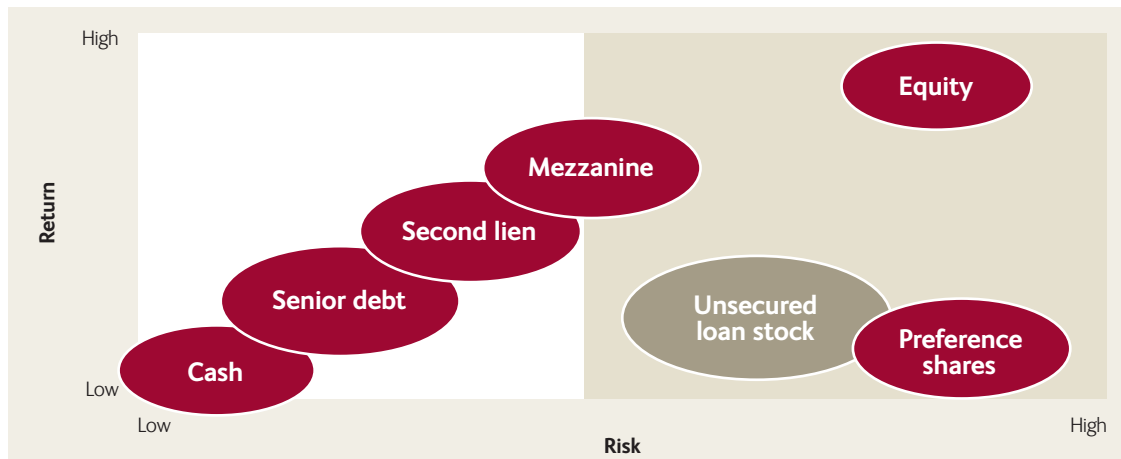 High
Equity
Mezzanine
Return
Second lien
Senior debt
Unsecured
loan stock
Preference
shares
Cash
Low
Low
High
Risk